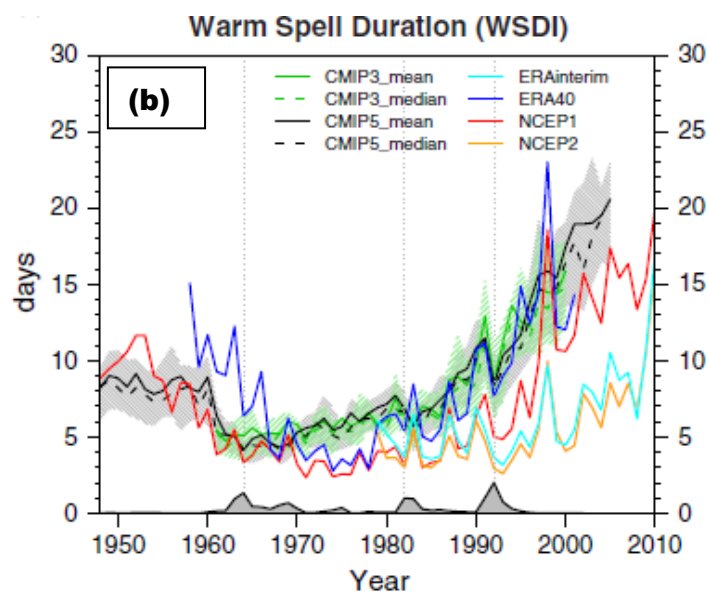 Warm Spell Duration (WSDI)
30 30
(b)
CMIP3_mean ERAinterim
CMIP3_median ERA40
CMIP5_mean NCEP1
CMIP5_median NCEP2
25 25
20 20
days
15 15
10 10
5 5
0 0
1950 1960 1970 1980 1990 2000 2010
Year